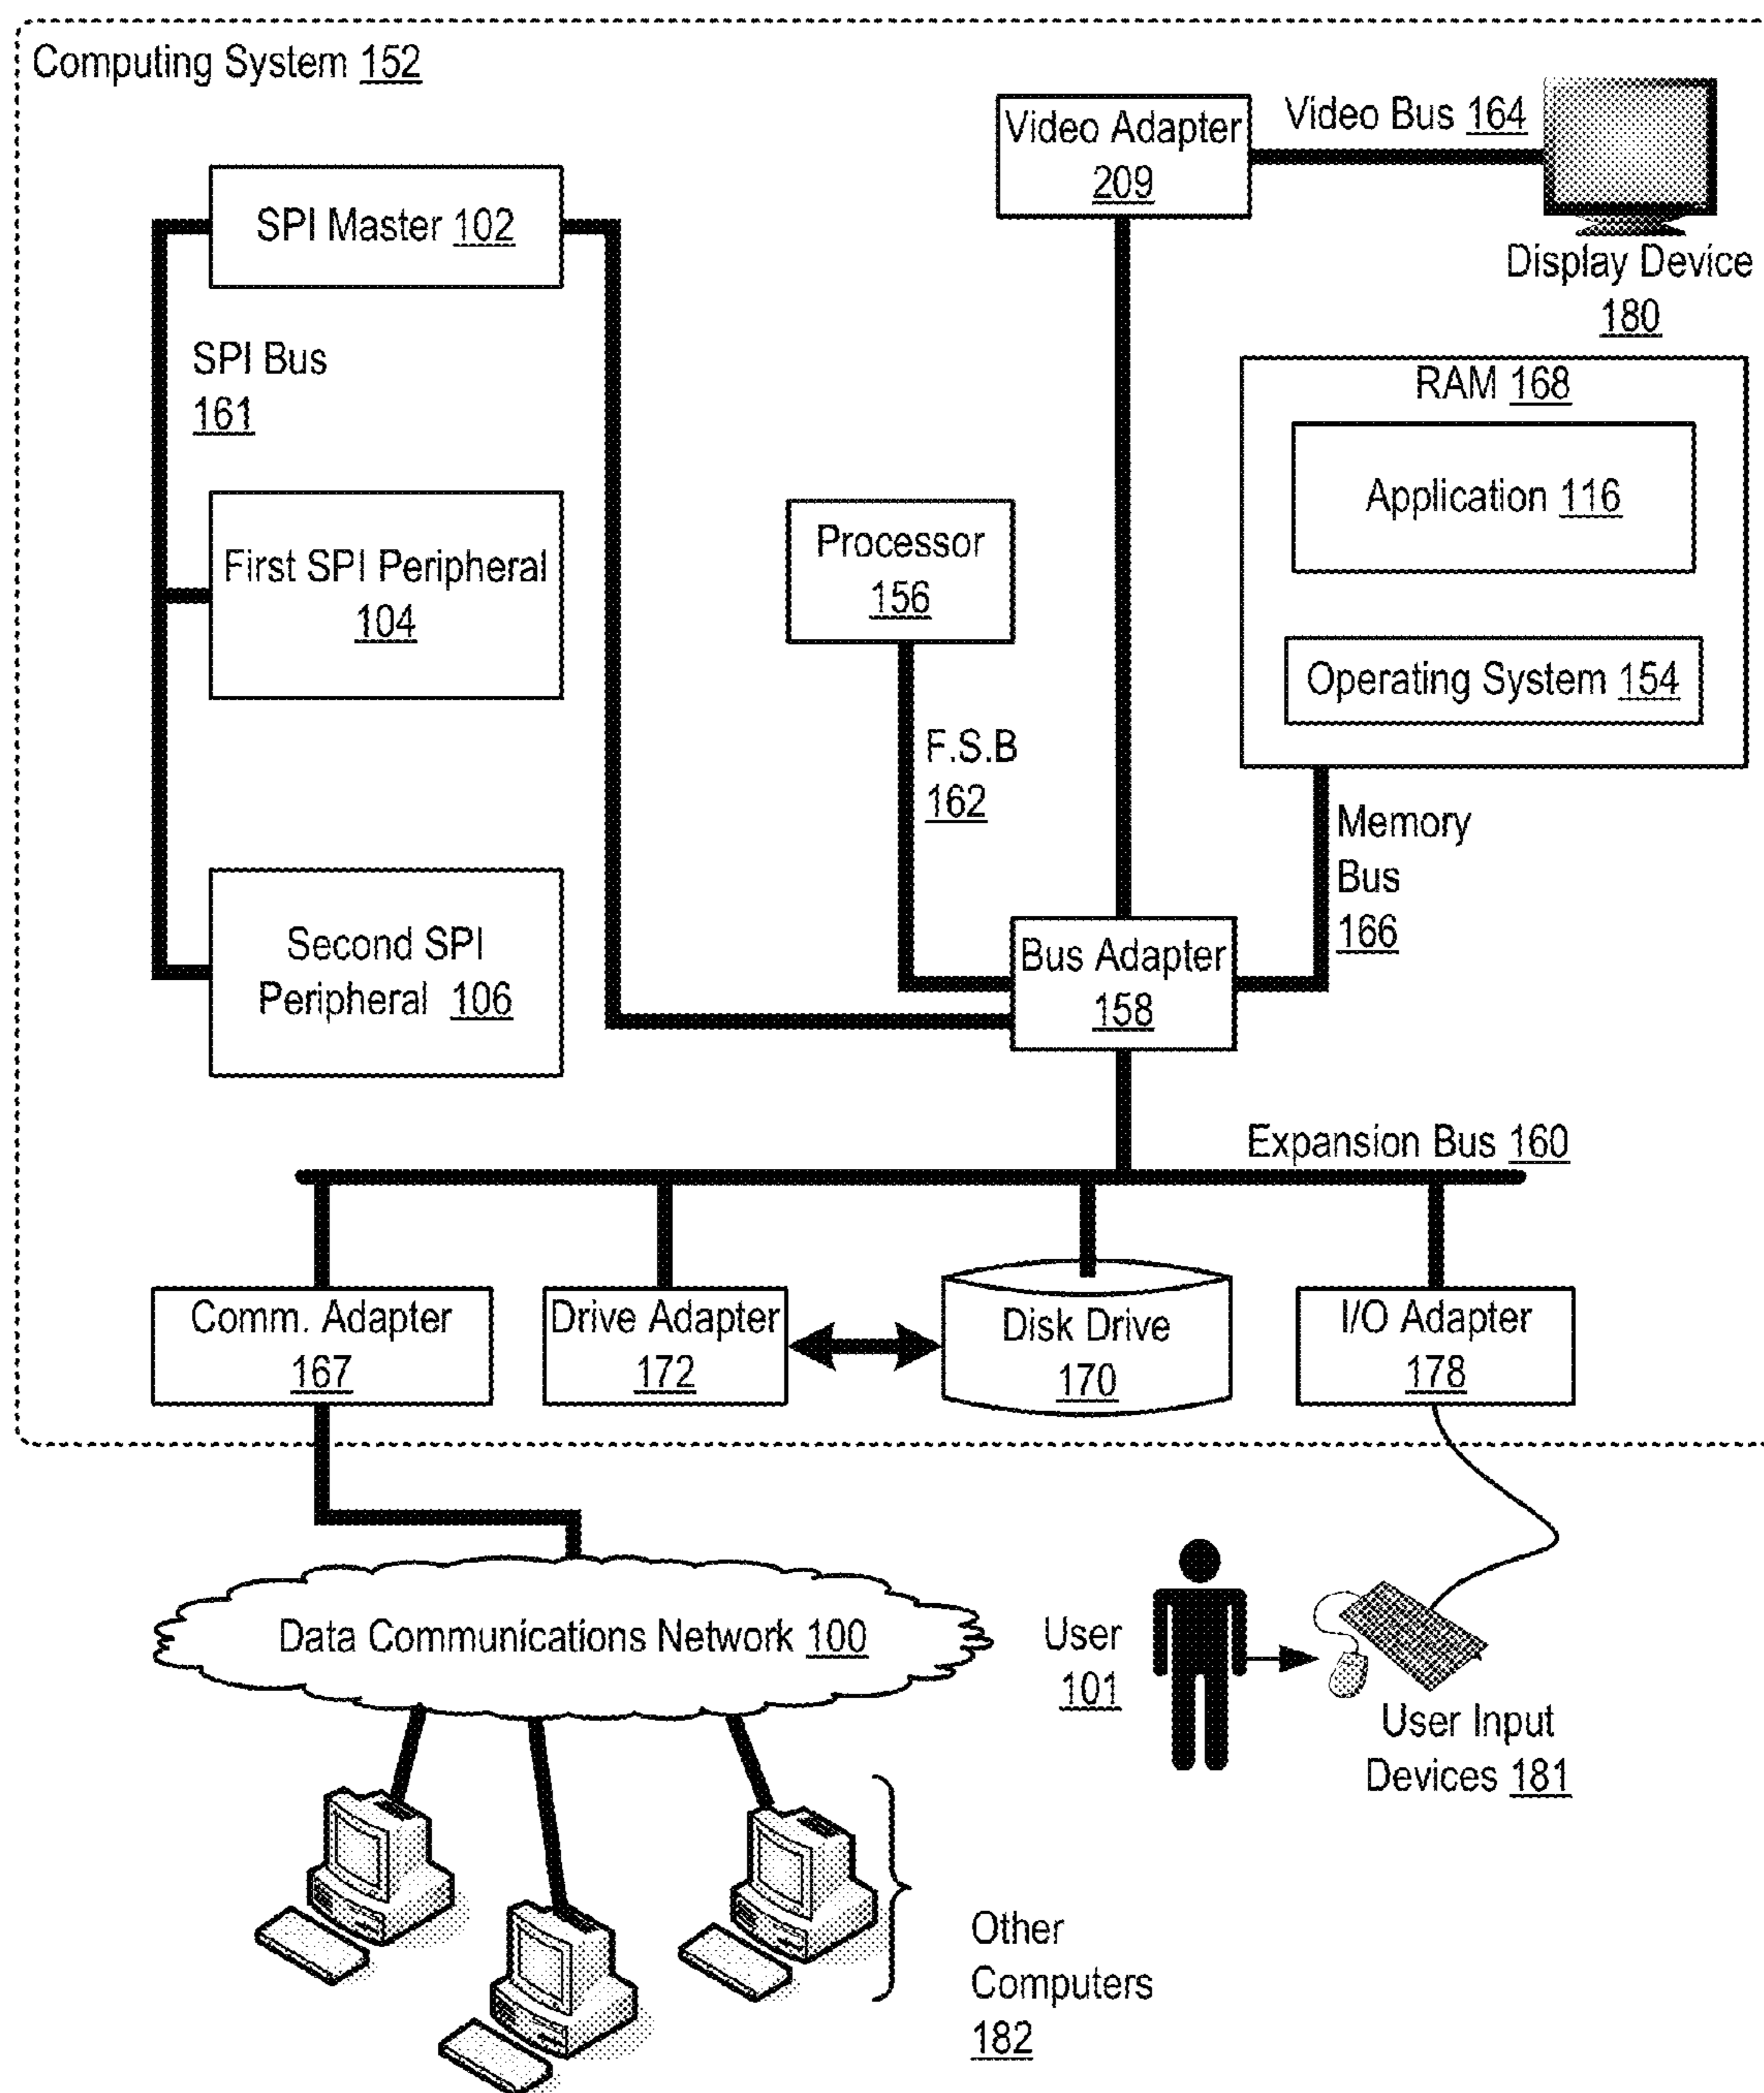 Computing System 152
Video Adapter
209
Video Bus 164
Display Device
180
SPI Master 102
SPI Bus
161
RAM 168
Application 116
Operating System 154
First SPI Peripheral
104
Processor
156
F.S.B
162
Memory
Bus
166
Second SPI
Peripheral 106
Bus Adapter
158
Expansion Bus 160
Comm. Adapter
167
Drive Adapter
172
Disk Drive
170
I/O Adapter
178
Data Communications Network 100
User
101
User Input
Devices 181
Other
Computers
182